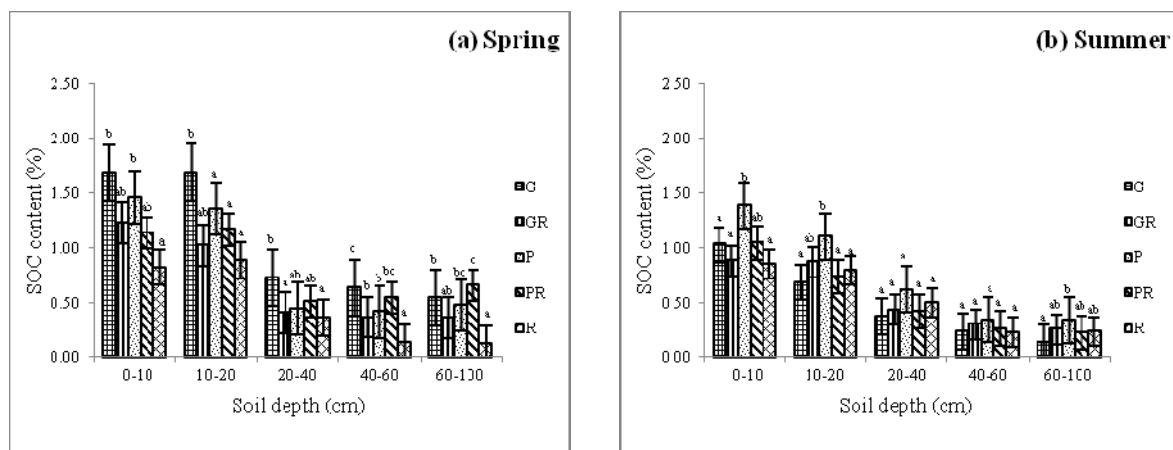 (a) Spring
2.50
2.00
1.50
1.00
0.50
0.00
SOC content (%)
b ab b ab a
b ab a a a
b a ab ab a
c b b bc a
bc ab bc c a
0-10 10-20 20-40 40-60 60-100
Soil depth (cm)
G
GR
P
PR
R
(b) Summer
2.50
2.00
1.50
1.00
0.50
0.00
SOC content (%)
a a b ab a
a ab b a a
a a a a a
a a a a a
a ab b ab ab
0-10 10-20 20-40 40-60 60-100
Soil depth (cm)
G
GR
P
PR
R